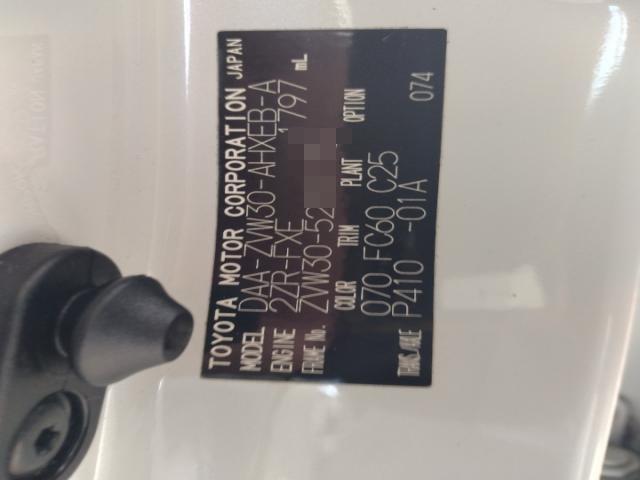 TOYOTA MOTOR CORPORATION JAPAN
MODEL DAA-ZVW30-AHXEB-A
ENGINE 2ZR-FXE 1797 mL
FRAME No. ZVW30-52
COLOR TRIM PLANT OPTION
070 FC60 C25
TRANS/AXLE P410 -01A 074